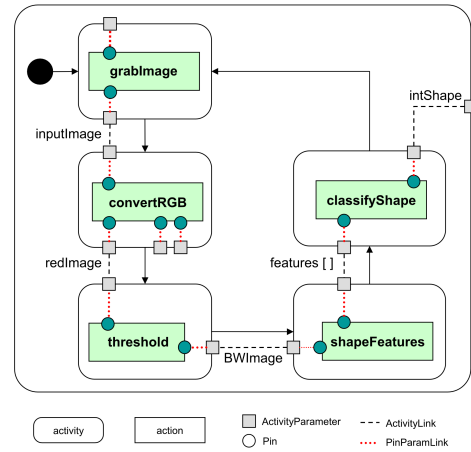 grabImage
intShape
inputImage
convertRGB
classifyShape
redImage
features [ ]
threshold
shapeFeatures
BWImage
activity
action
ActivityParameter
Pin
ActivityLink
PinParamLink